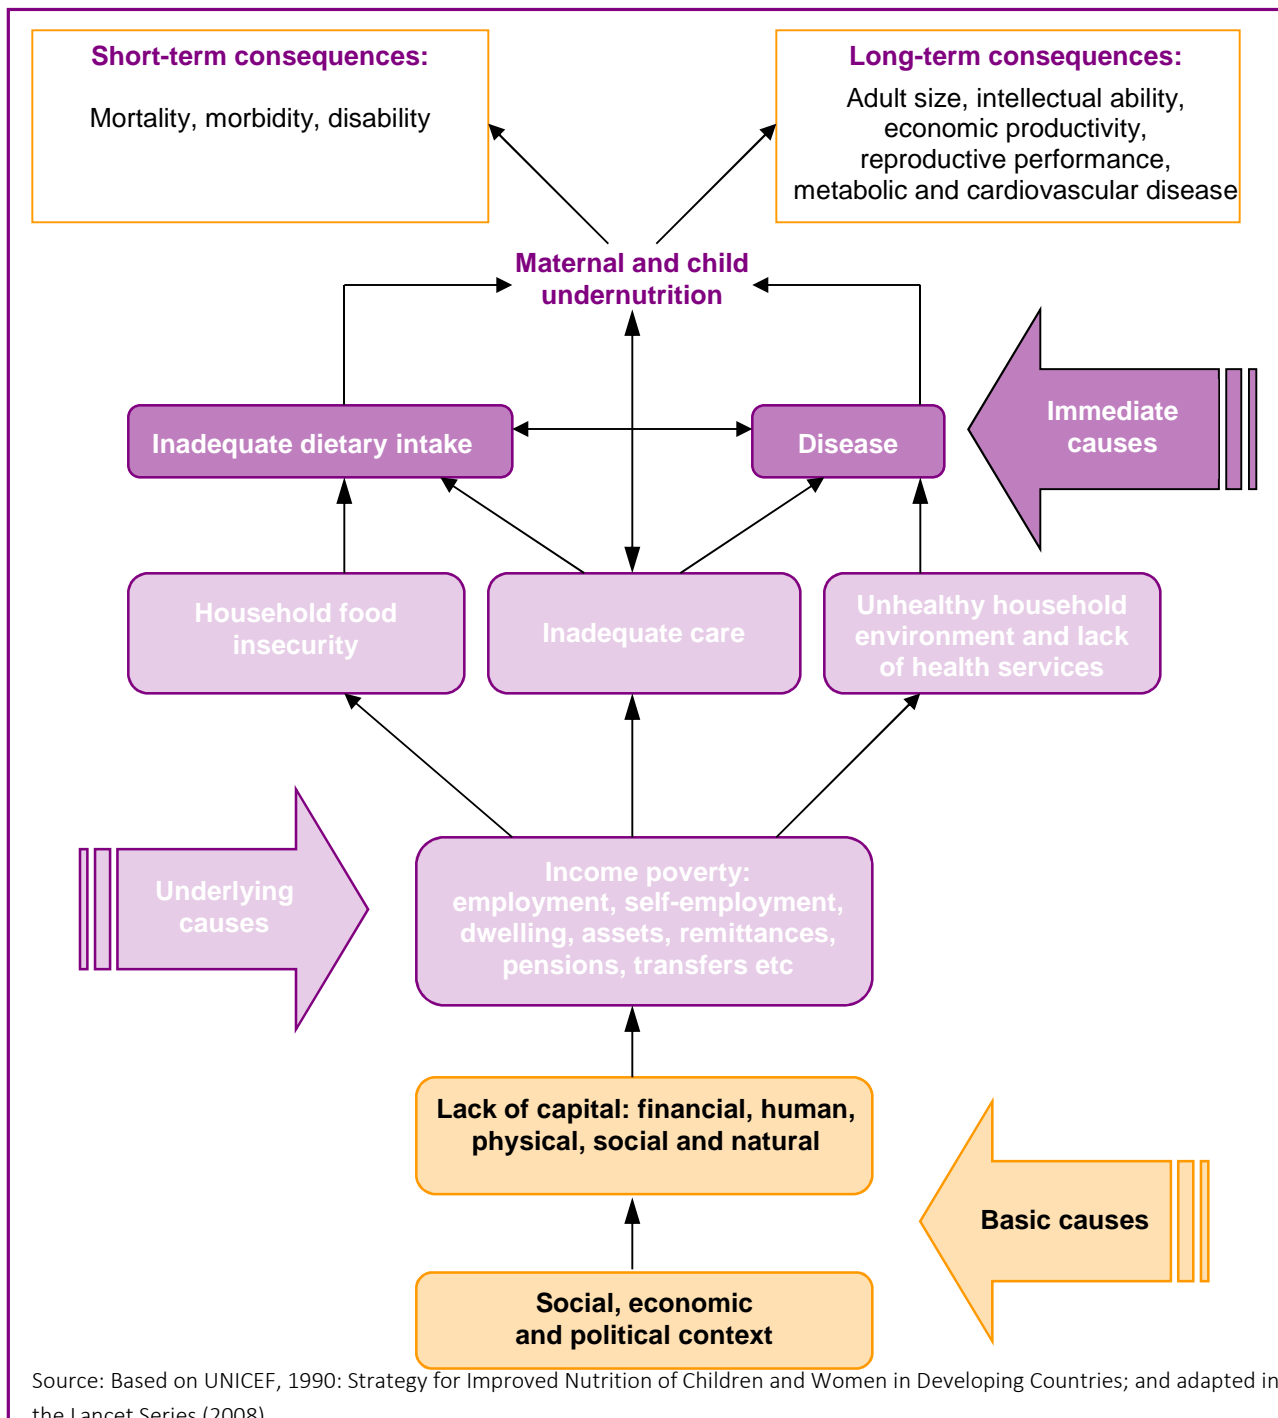 Short-term consequences:
Mortality, morbidity, disability
Long-term consequences:
Adult size, intellectual ability,
economic productivity,
reproductive performance,
metabolic and cardiovascular disease
Maternal and child
undernutrition
Inadequate dietary intake
Disease
Immediate
causes
Household food
insecurity
Inadequate care
Unhealthy household
environment and lack
of health services
Underlying
causes
Income poverty:
employment, self-employment,
dwelling, assets, remittances,
pensions, transfers etc
Lack of capital: financial, human,
physical, social and natural
Basic causes
Social, economic
and political context
Source: Based on UNICEF, 1990: Strategy for Improved Nutrition of Children and Women in Developing Countries; and adapted in
the Lancet Series (2008)